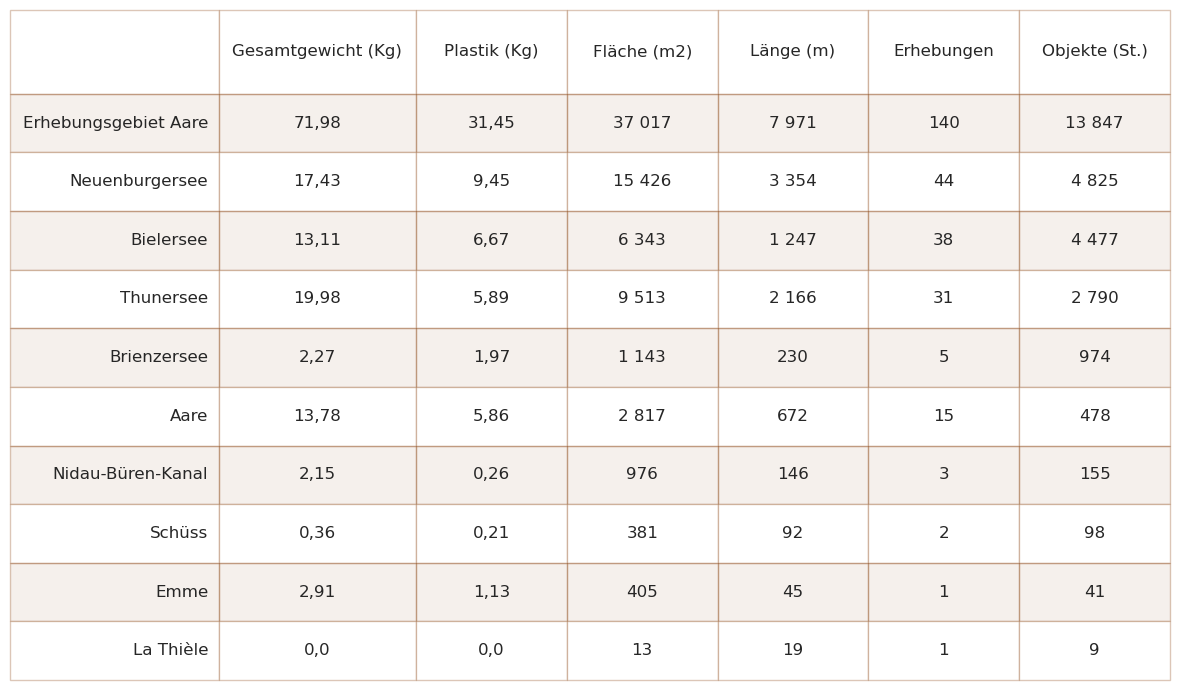 Gesamtgewicht (Kg) Plastik (Kg) Fläche (m2) Länge (m) Erhebungen Objekte (St.)
Erhebungsgebiet Aare 71,98 31,45 37 017 7 971 140 13 847
Neuenburgersee 17,43 9,45 15 426 3 354 44 4 825
Bielersee 13,11 6,67 6 343 1 247 38 4 477
Thunersee 19,98 5,89 9 513 2 166 31 2 790
Brienzersee 2,27 1,97 1 143 230 5 974
Aare 13,78 5,86 2 817 672 15 478
Nidau-Büren-Kanal 2,15 0,26 976 146 3 155
Schüss 0,36 0,21 381 92 2 98
Emme 2,91 1,13 405 45 1 41
La Thièle 0,0 0,0 13 19 1 9